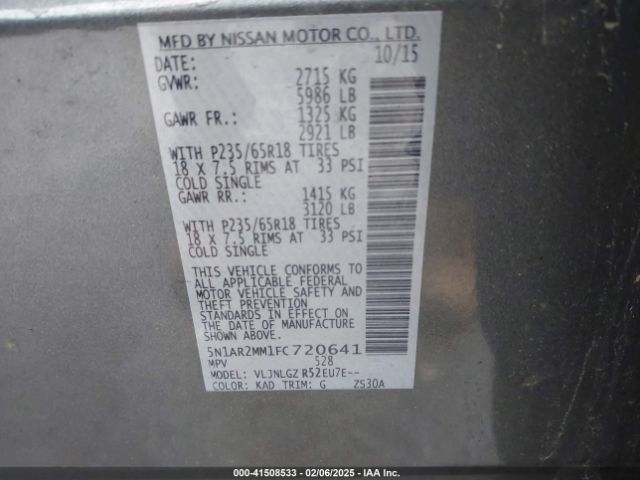 MFD BY NISSAN MOTOR CO., LTD.
DATE: 10/15
GVWR: 2715 KG
5986 LB
GAWR FR.: 1325 KG
2921 LB
WITH P235/65R18 TIRES
18 X 7.5 RIMS AT 33 PSI
COLD SINGLE
GAWR RR.: 1415 KG
3120 LB
WITH P235/65R18 TIRES
18 X 7.5 RIMS AT 33 PSI
COLD SINGLE
THIS VEHICLE CONFORMS TO
ALL APPLICABLE FEDERAL
MOTOR VEHICLE SAFETY AND
THEFT PREVENTION
STANDARDS IN EFFECT ON
THE DATE OF MANUFACTURE
SHOWN ABOVE.
5N1AR2MM1FC720641
MPV 528
MODEL: VLJNLGZ R52EU7E--
COLOR: KAD TRIM: G ZS30A
000-41508533 - 02/06/2025 - IAA Inc.